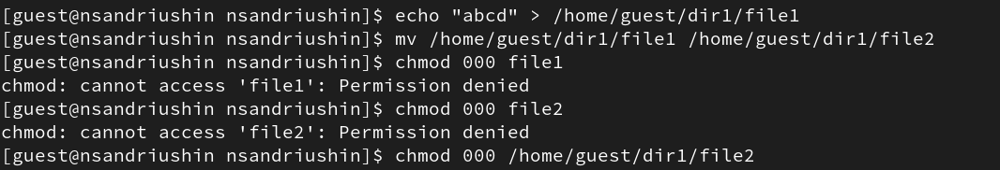 [guest@nsandriushin nsandriushin]$ echo "abcd" > /home/guest/dir1/file1
[guest@nsandriushin nsandriushin]$ mv /home/guest/dir1/file1 /home/guest/dir1/file2
[guest@nsandriushin nsandriushin]$ chmod 000 file1
chmod: cannot access 'file1': Permission denied
[guest@nsandriushin nsandriushin]$ chmod 000 file2
chmod: cannot access 'file2': Permission denied
[guest@nsandriushin nsandriushin]$ chmod 000 /home/guest/dir1/file2